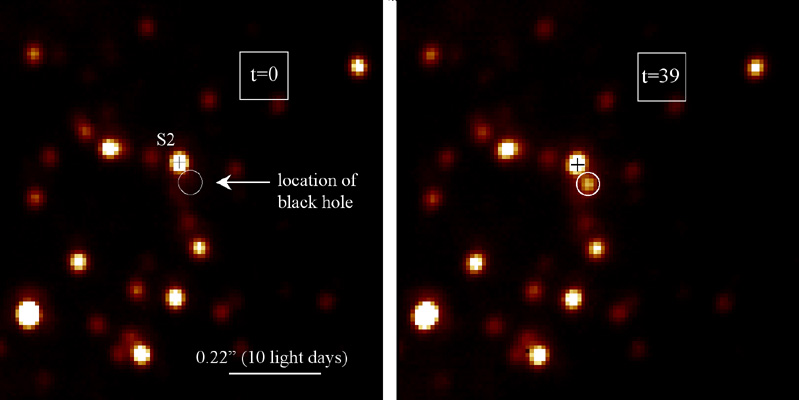 t=0
t=39
S2
location of
black hole
0.22” (10 light days)